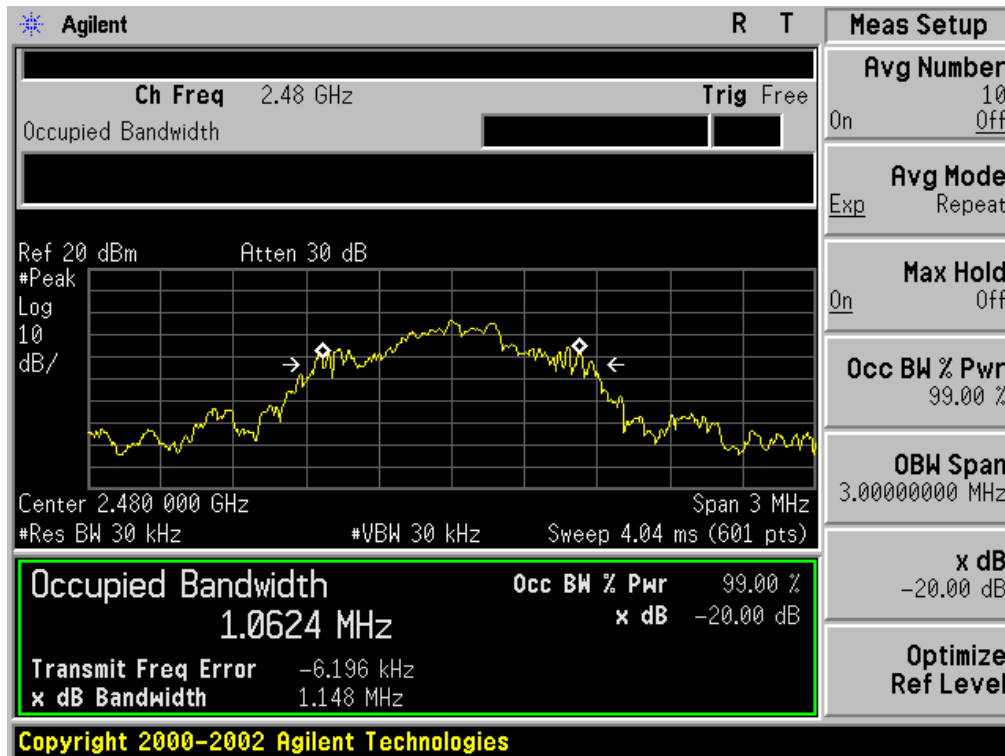 Agilent R T
Ch Freq 2.48 GHz Trig Free
Occupied Bandwidth
Ref 20 dBm Atten 30 dB
#Peak
Log
10
dB/
Center 2.480 000 GHz Span 3 MHz
#Res BW 30 kHz #VBW 30 kHz Sweep 4.04 ms (601 pts)
Occupied Bandwidth Occ BW % Pwr 99.00 %
1.0624 MHz x dB -20.00 dB
Transmit Freq Error -6.196 kHz
x dB Bandwidth 1.148 MHz
Copyright 2000-2002 Agilent Technologies
Meas Setup
Avg Number
10
On Off
Avg Mode
Exp Repeat
Max Hold
On Off
Occ BW % Pwr
99.00 %
OBW Span
3.00000000 MHz
x dB
-20.00 dB
Optimize
Ref Level